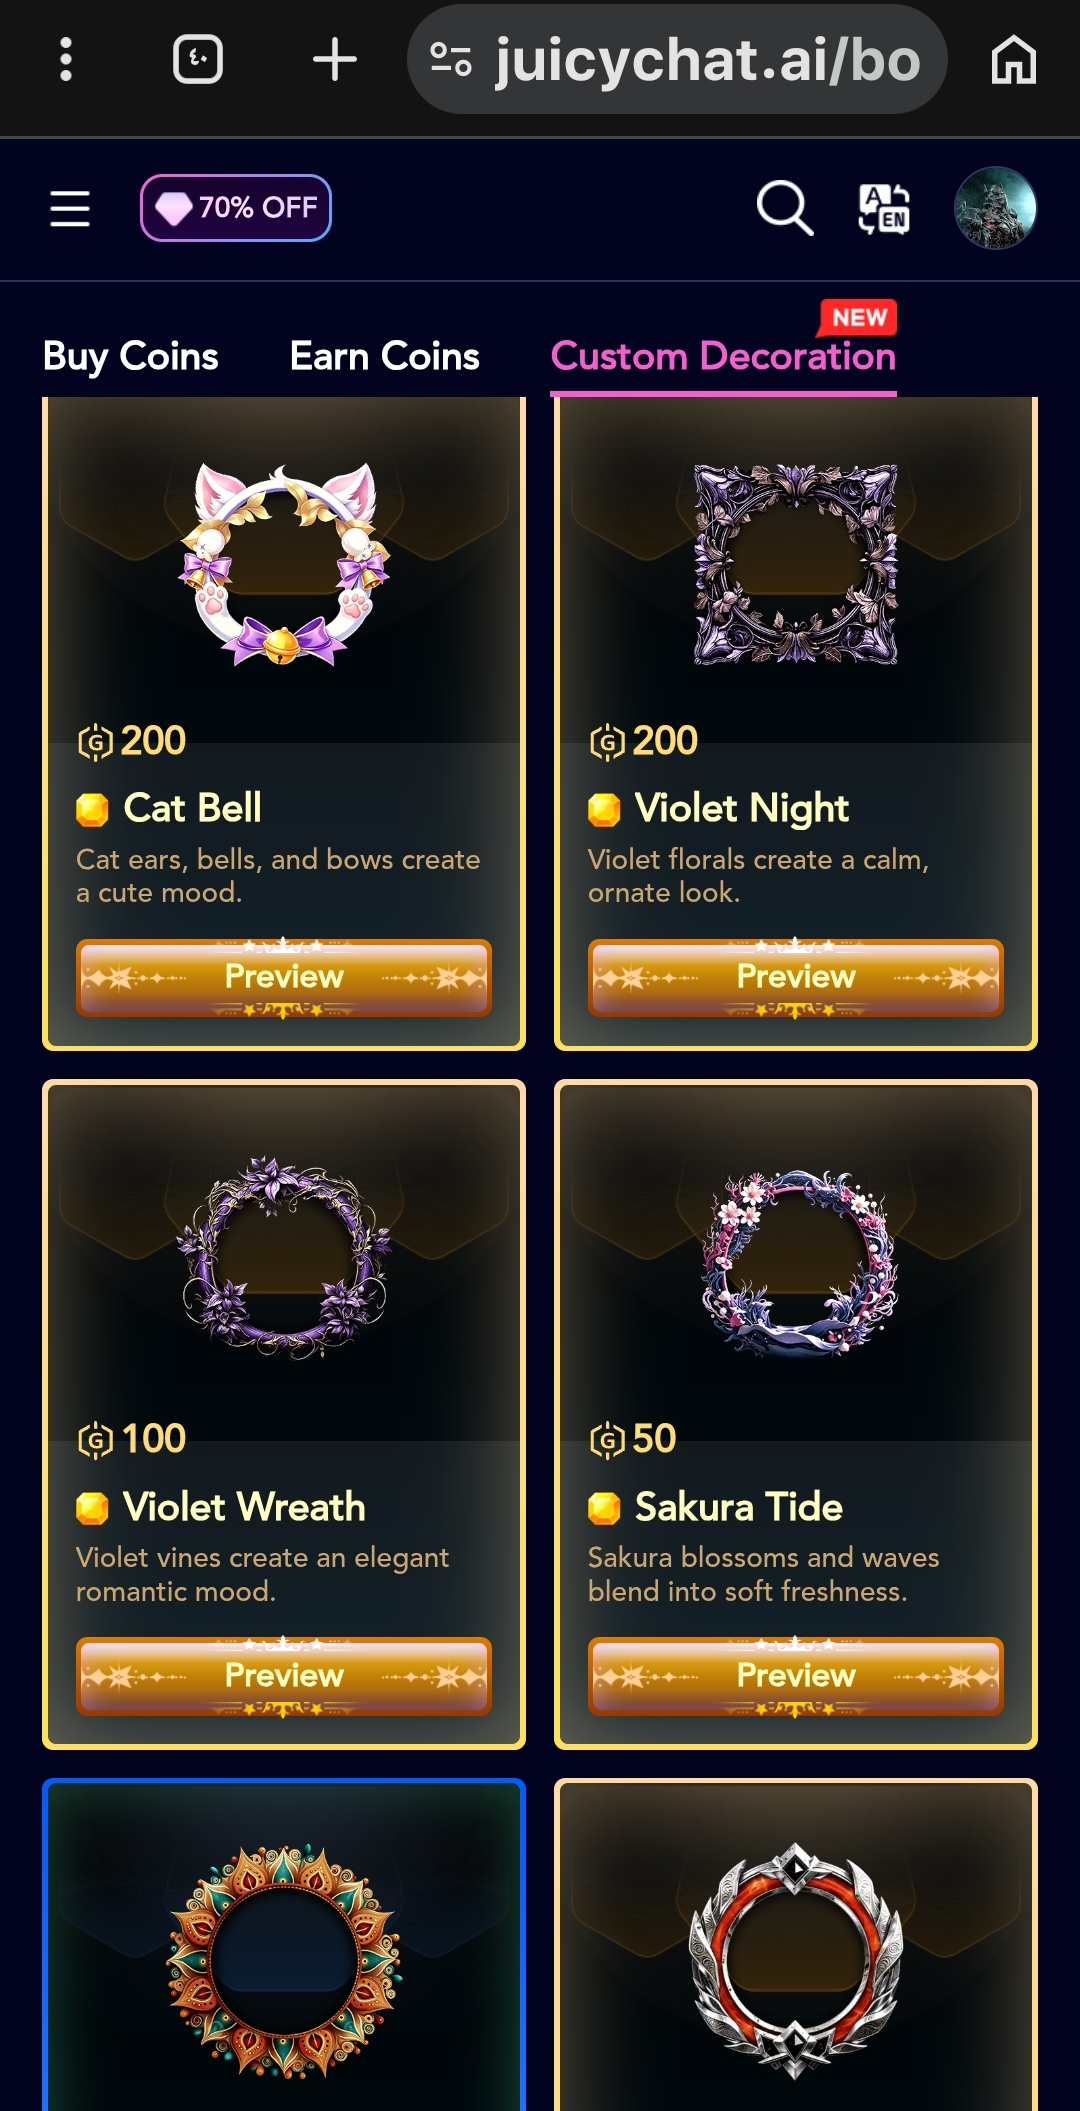 ٤٠
juicychat.ai/bo
70% OFF
A
EN
NEW
Buy Coins
Earn Coins
Custom Decoration
G 200
Cat Bell
Cat ears, bells, and bows create
a cute mood.
Preview
G 200
Violet Night
Violet florals create a calm,
ornate look.
Preview
G 100
Violet Wreath
Violet vines create an elegant
romantic mood.
Preview
G 50
Sakura Tide
Sakura blossoms and waves
blend into soft freshness.
Preview